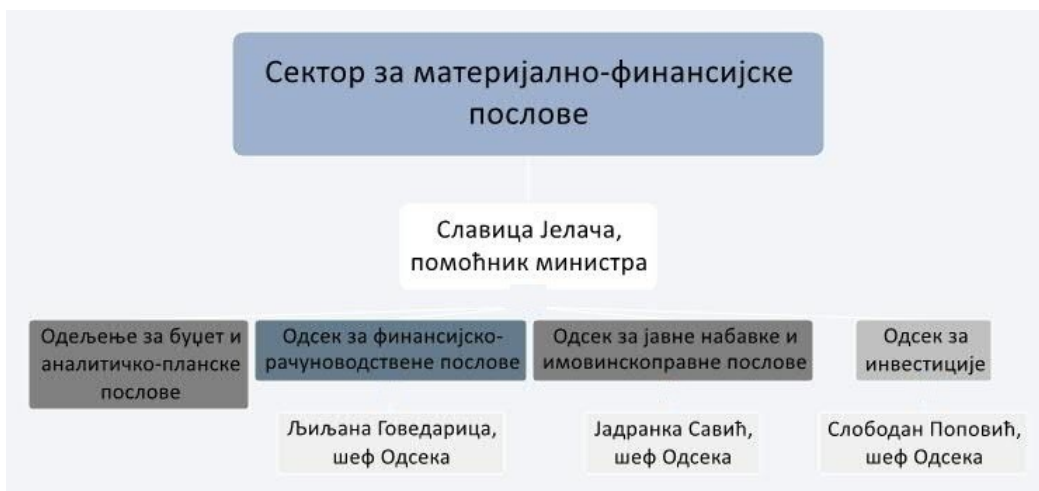 Сектор за материјално-финансијске
послове
Славица Јелача,
помоћник министра
Одељење за буџет и
аналитичко-планске
послове
Одсек за финансијско-
рачуноводствене послове
Одсек за јавне набавке и
имовинскоправне послове
Одсек за
инвестиције
Љиљана Говедарица,
шеф Одсека
Јадранка Савић,
шеф Одсека
Слободан Поповић,
шеф Одсека